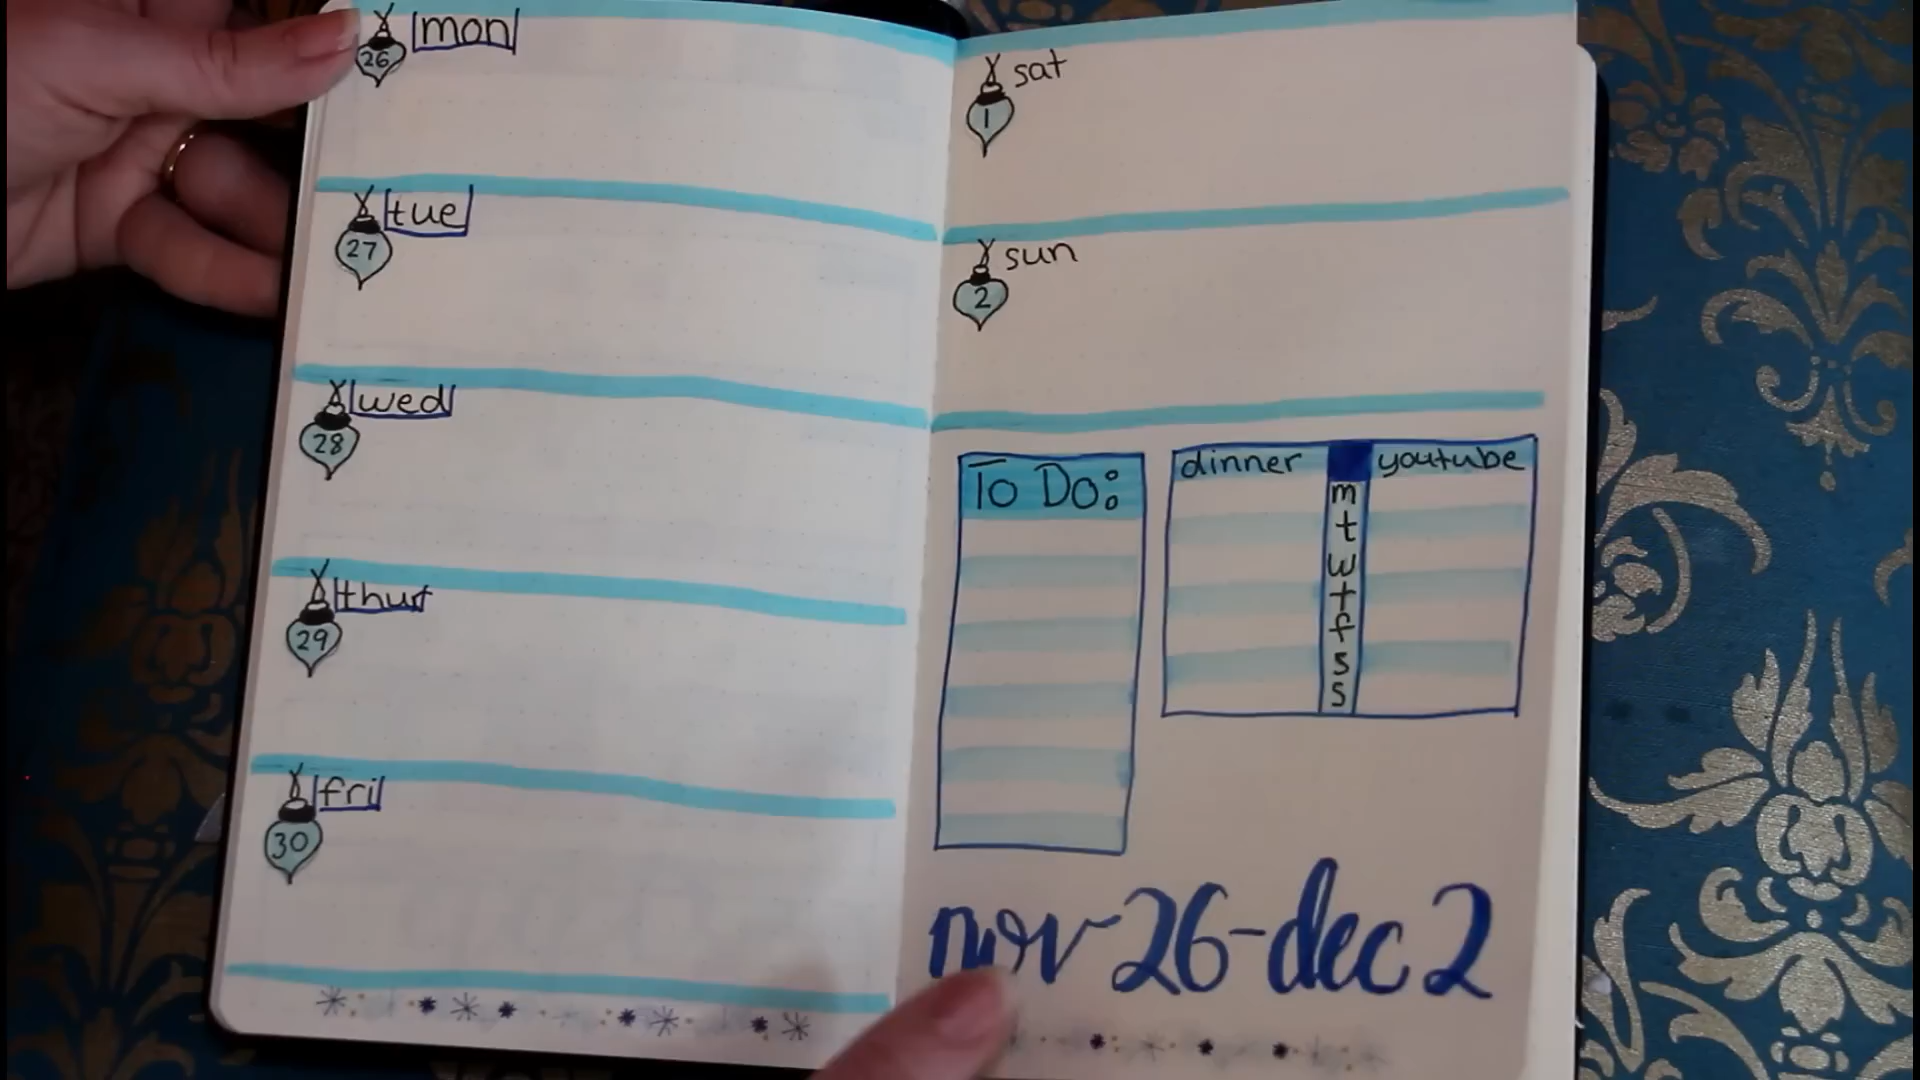 mon
26
tue
27
wed
28
thur
29
fri
30
sat
1
sun
2
To Do:
dinner youtube
m
t
w
t
f
s
s
nov 26-dec 2